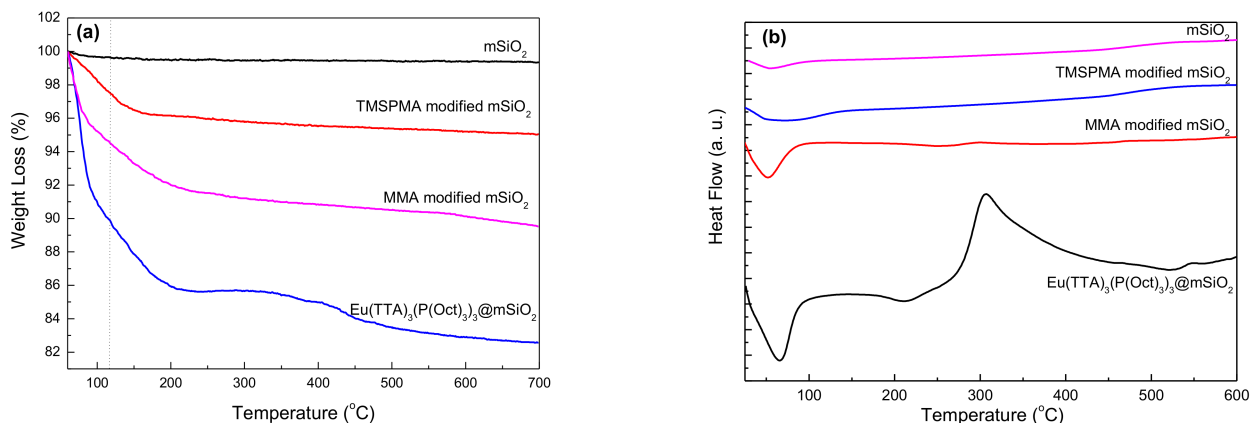 (a)
mSiO2
TMSPMA modified mSiO2
MMA modified mSiO2
Eu(TTA)3(P(Oct)3)3@mSiO2
Weight Loss (%)
102
100
98
96
94
92
90
88
86
84
82
100 200 300 400 500 600 700
Temperature (°C)
(b)
mSiO2
TMSPMA modified mSiO2
MMA modified mSiO2
Eu(TTA)3(P(Oct)3)3@mSiO2
Heat Flow (a. u.)
100 200 300 400 500 600
Temperature (°C)